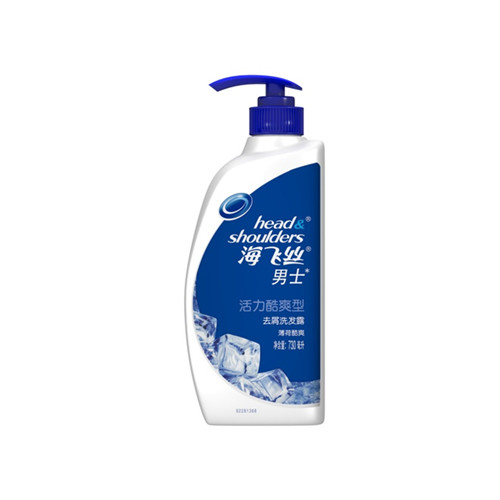 head&®
shoulders
海飞丝®
男士*
活力酷爽型
去屑洗发露
薄荷酷爽
净含量:730毫升